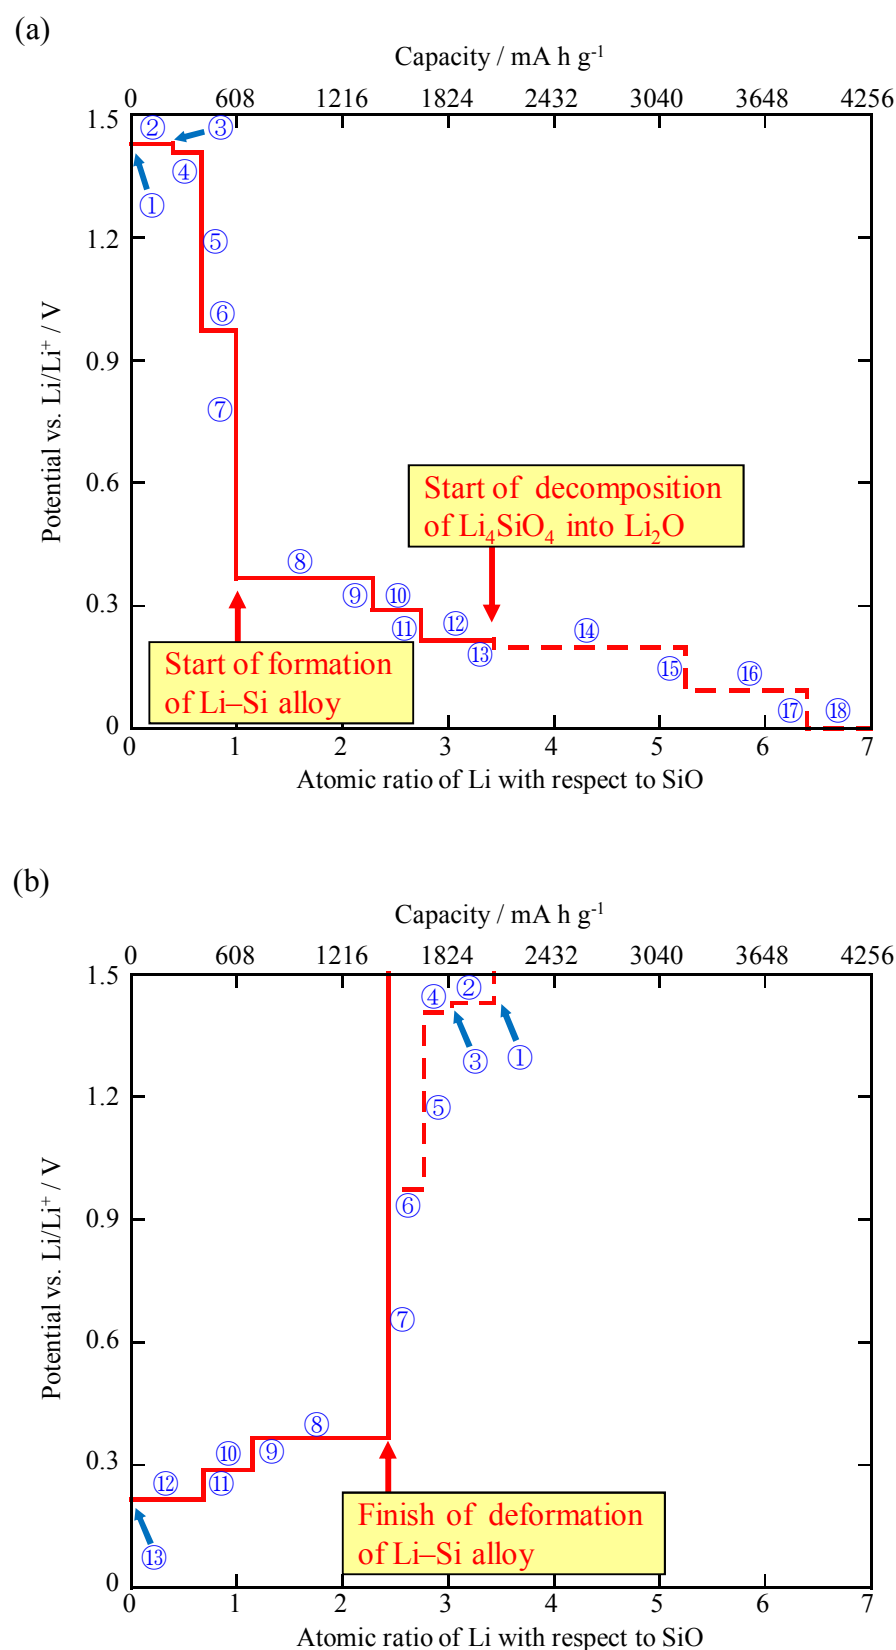 (a)
Capacity / mA h g⁻¹
0 608 1216 1824 2432 3040 3648 4256
1.5
② ③
④
①
1.2
⑤
⑥
0.9
⑦
Potential vs. Li/Li⁺ / V
0.6
Start of decomposition
of Li₄SiO₄ into Li₂O
⑧
⑨ ⑩
0.3
⑪ ⑫
⑬ ⑭
⑮ ⑯
⑰ ⑱
Start of formation
of Li–Si alloy
0
0 1 2 3 4 5 6 7
Atomic ratio of Li with respect to SiO
(b)
Capacity / mA h g⁻¹
0 608 1216 1824 2432 3040 3648 4256
1.5
④ ②
③ ①
1.2
⑤
0.9
⑥
Potential vs. Li/Li⁺ / V
0.6
⑦
⑧
0.3
⑩ ⑨
⑫ ⑪
⑬
Finish of deformation
of Li–Si alloy
0
0 1 2 3 4 5 6 7
Atomic ratio of Li with respect to SiO